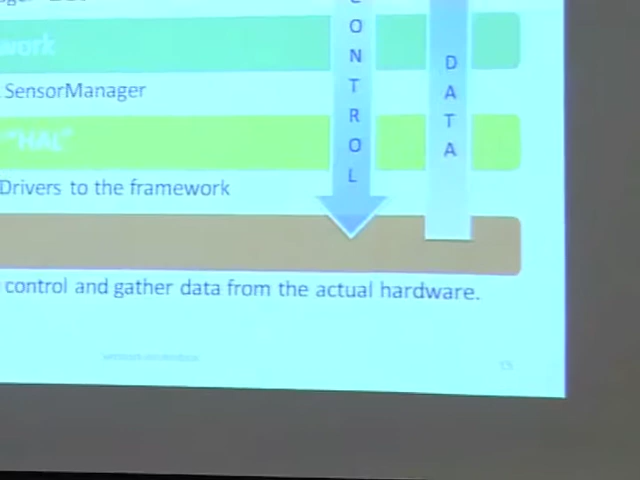 work
SensorManager
"HAL"
Drivers to the framework
control and gather data from the actual hardware.
CONTROL
DATA